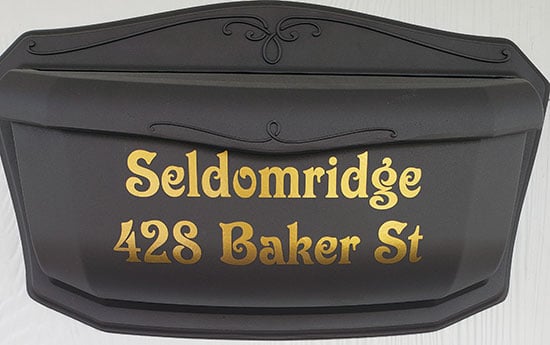 Seldomridge
428 Baker St